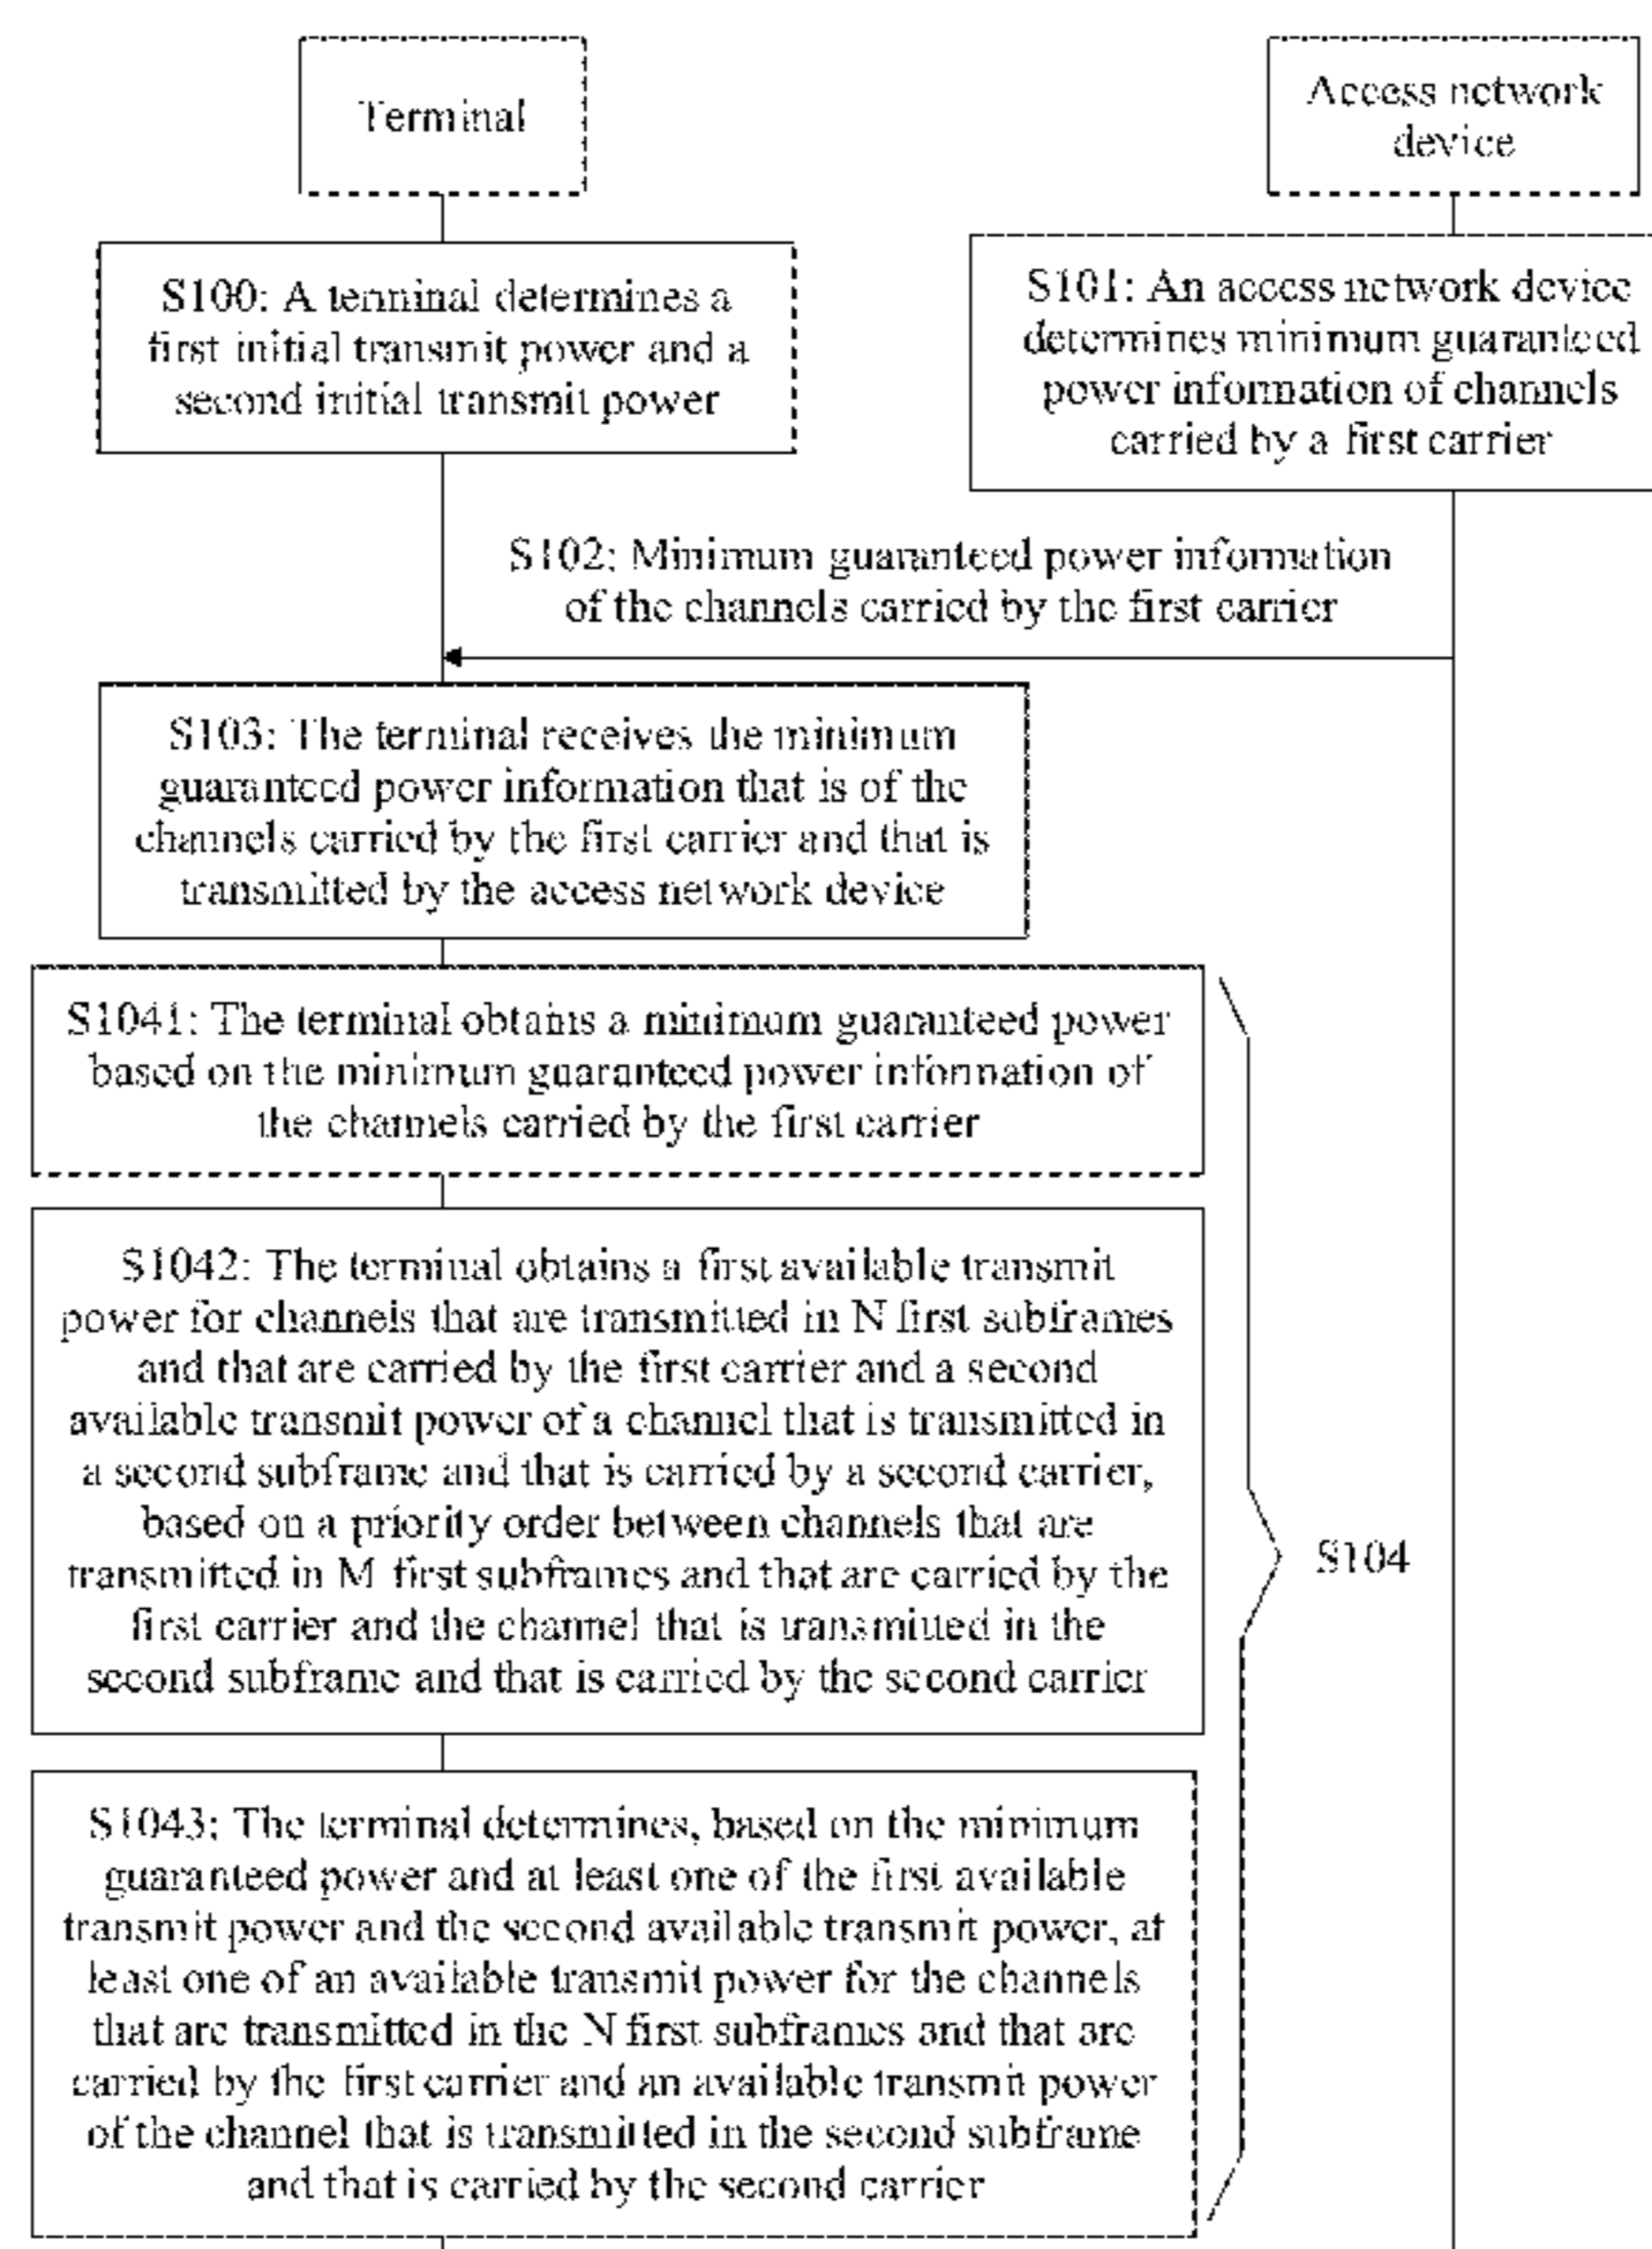 Terminal
Access network
device
S100: A terminal determines a
first initial transmit power and a
second initial transmit power
S101: An access network device
determines minimum guaranteed
power information of channels
carried by a first carrier
S102: Minimum guaranteed power information
of the channels carried by the first carrier
S103: The terminal receives the minimum
guaranteed power information that is of the
channels carried by the first carrier and that is
transmitted by the access network device
S1041: The terminal obtains a minimum guaranteed power
based on the minimum guaranteed power information of
the channels carried by the first carrier
S1042: The terminal obtains a first available transmit
power for channels that are transmitted in N first subframes
and that are carried by the first carrier and a second
available transmit power of a channel that is transmitted in
a second subframe and that is carried by a second carrier,
based on a priority order between channels that are
transmitted in M first subframes and that are carried by the
first carrier and the channel that is transmitted in the
second subframe and that is carried by the second carrier
S104
S1043: The terminal determines, based on the minimum
guaranteed power and at least one of the first available
transmit power and the second available transmit power, at
least one of an available transmit power for the channels
that are transmitted in the N first subframes and that are
carried by the first carrier and an available transmit power
of the channel that is transmitted in the second subframe
and that is carried by the second carrier